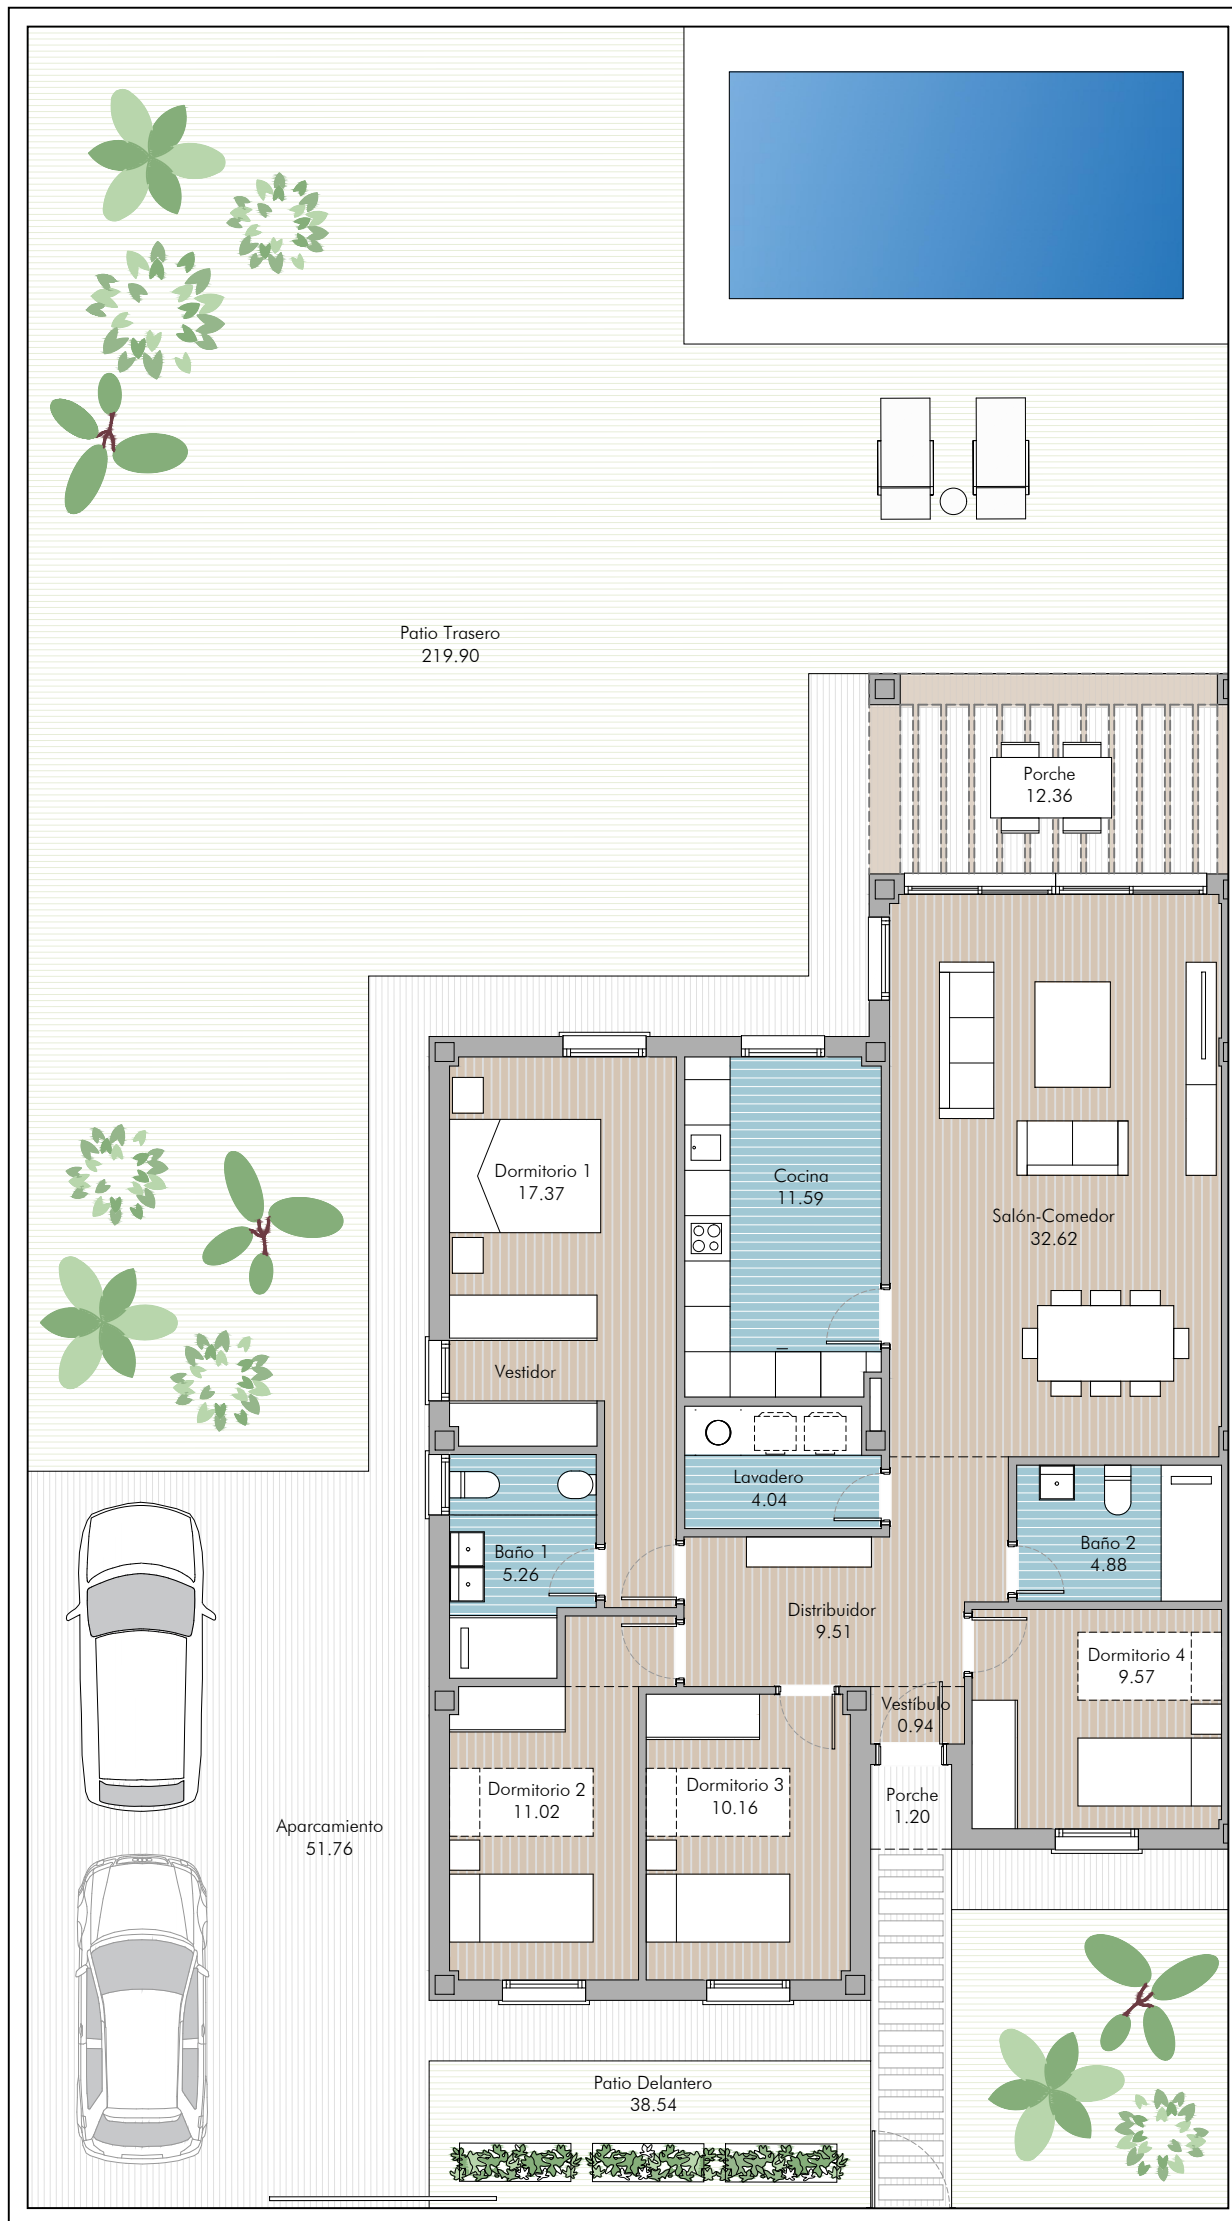 Patio Trasero
219.90
Porche
12.36
Dormitorio 1
17.37
Cocina
11.59
Salón-Comedor
32.62
Vestidor
Lavadero
4.04
Baño 1
5.26
Baño 2
4.88
Distribuidor
9.51
Dormitorio 4
9.57
Vestíbulo
0.94
Dormitorio 2
11.02
Dormitorio 3
10.16
Porche
1.20
Aparcamiento
51.76
Patio Delantero
38.54